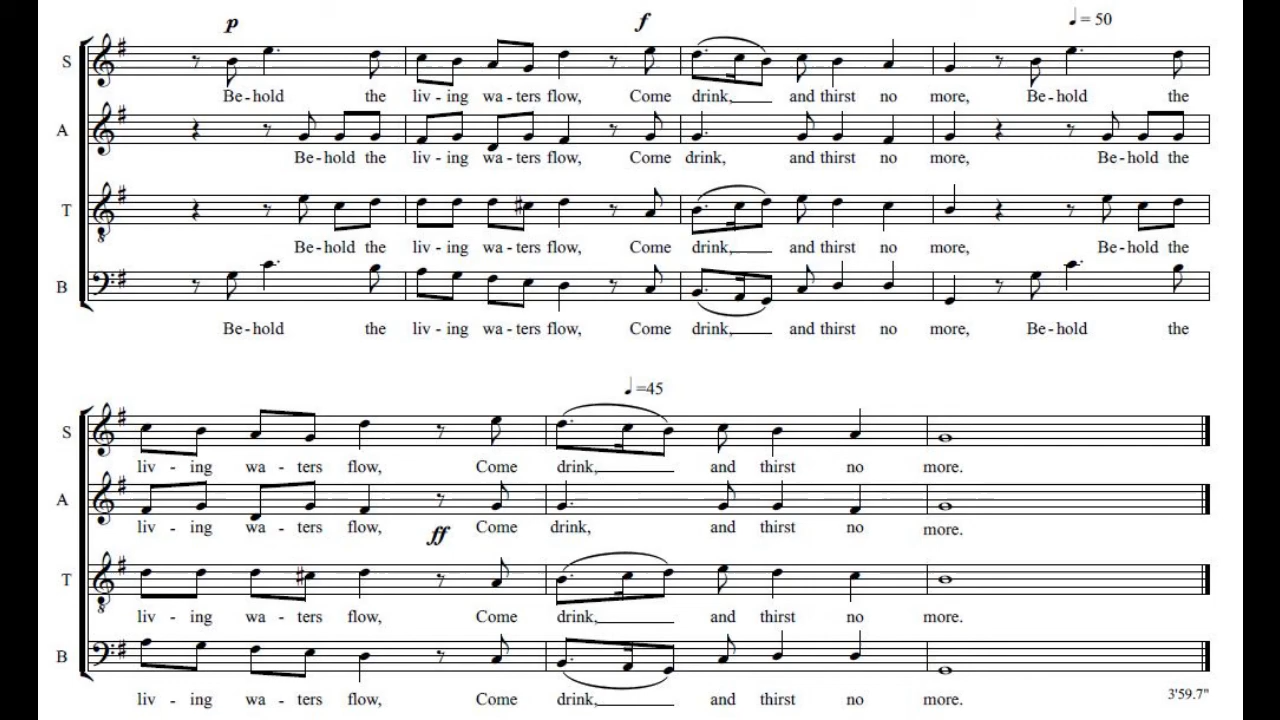 p f ♩ = 50
S
Be-hold the liv - ing wa - ters flow, Come drink,____ and thirst no more, Be-hold the
A
Be-hold the liv - ing wa - ters flow, Come drink, and thirst no more, Be-hold the
T
Be-hold the liv - ing wa - ters flow, Come drink,____ and thirst no more, Be-hold the
B
Be-hold the liv - ing wa - ters flow, Come drink,____ and thirst no more, Be-hold the
♩ =45
S
liv - ing wa - ters flow, Come drink,________ and thirst no more.
A
liv - ing wa - ters flow, Come drink, and thirst no more.
ff
T
liv - ing wa - ters flow, Come drink,________ and thirst no more.
B
liv - ing wa - ters flow, Come drink,________ and thirst no more.
3'59.7"